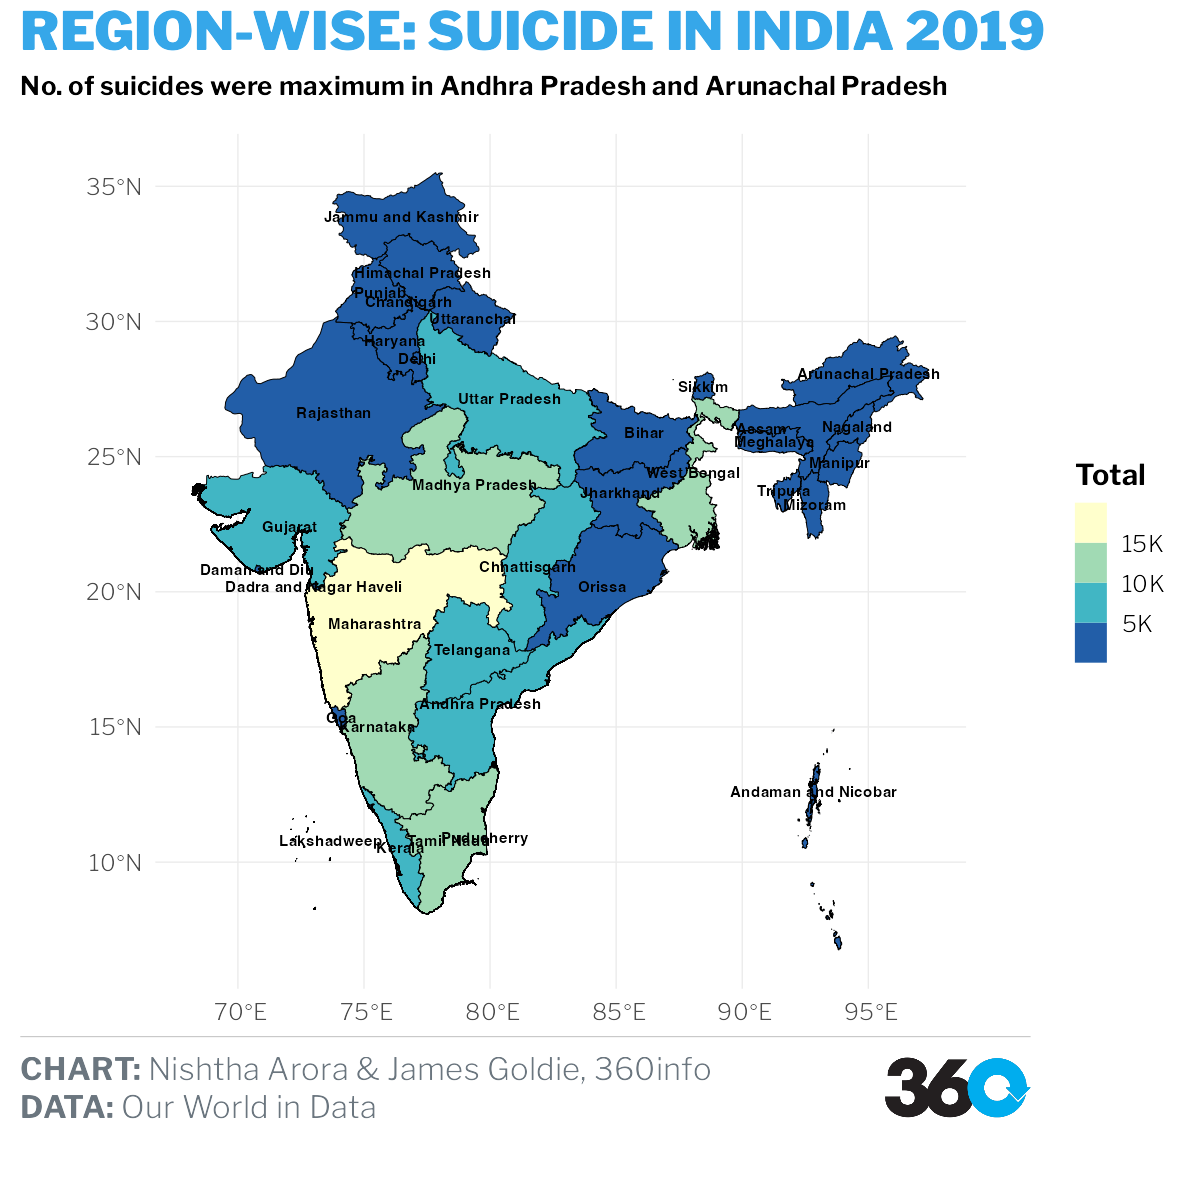 REGION-WISE: SUICIDE IN INDIA 2019
No. of suicides were maximum in Andhra Pradesh and Arunachal Pradesh
35°N
30°N
25°N
20°N
15°N
10°N
Jammu and Kashmir
Himachal Pradesh
Punjab
Chandigarh
Uttaranchal
Haryana
Delhi
Arunachal Pradesh
Sikkim
Uttar Pradesh
Rajasthan
Nagaland
Assam
Bihar
Meghalaya
Manipur
West Bengal
Madhya Pradesh
Jharkhand
Tripura
Mizoram
Gujarat
Chhattisgarh
Daman and Diu
Dadra and Nagar Haveli
Orissa
Maharashtra
Telangana
Andhra Pradesh
Goa
Karnataka
Andaman and Nicobar
Lakshadweep
Kerala
Tamil Nadu
Puducherry
Total
15K
10K
5K
70°E
75°E
80°E
85°E
90°E
95°E
CHART: Nishtha Arora & James Goldie, 360info
DATA: Our World in Data
360